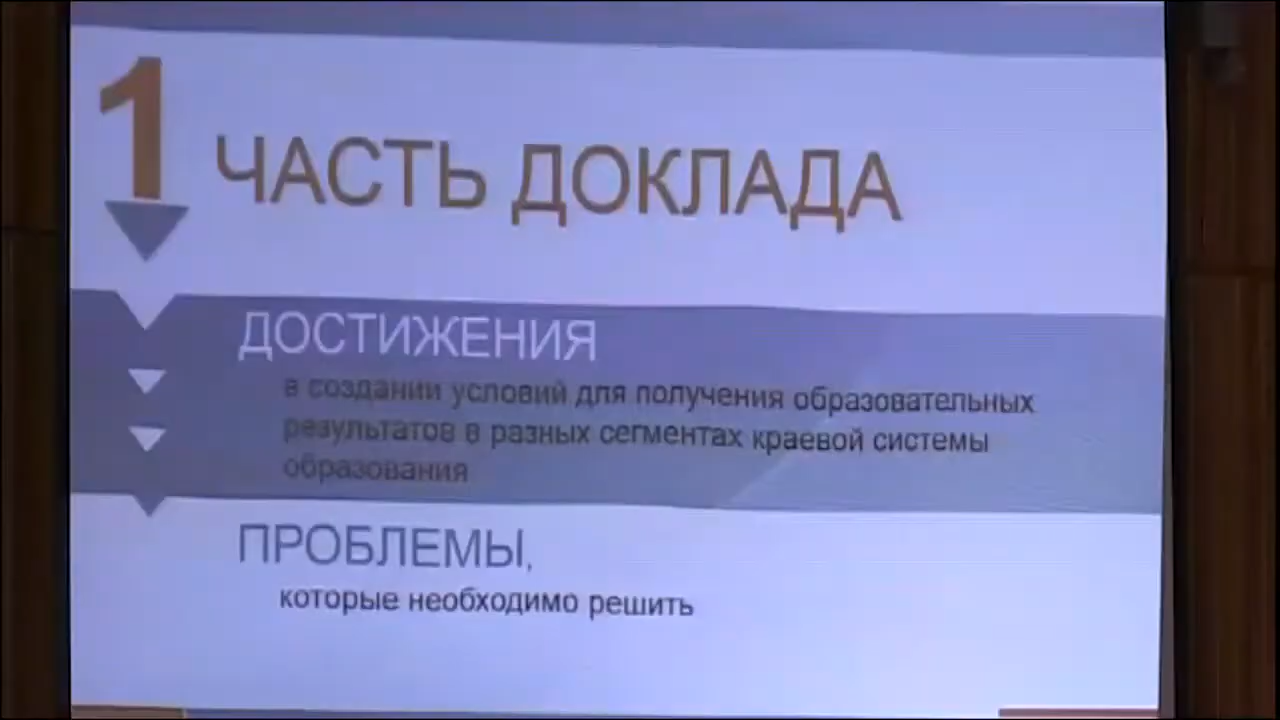 1 ЧАСТЬ ДОКЛАДА
ДОСТИЖЕНИЯ
в создании условий для получения образовательных
результатов в разных сегментах краевой системы
образования
ПРОБЛЕМЫ,
которые необходимо решить